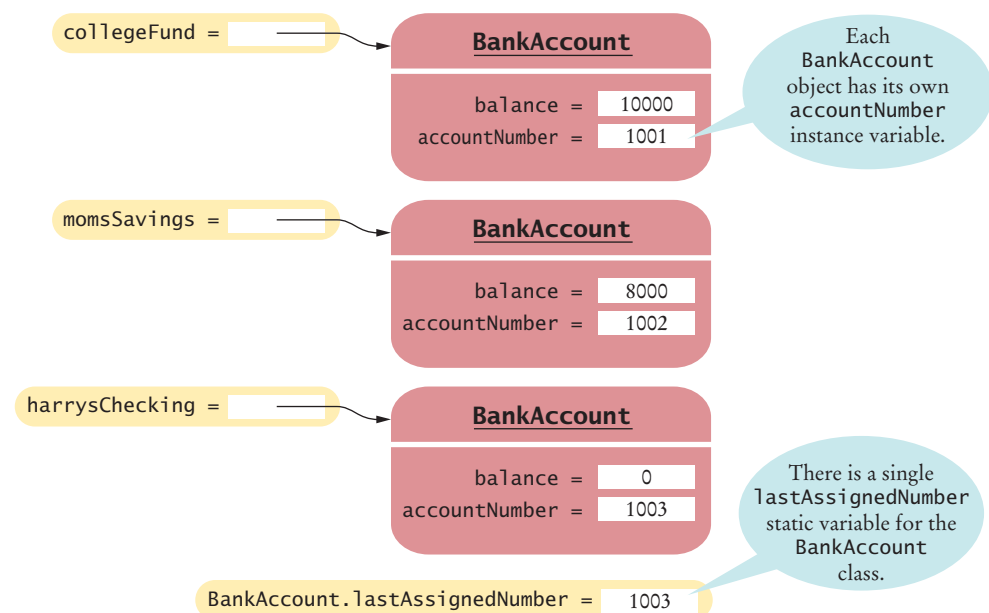 collegeFund =
BankAccount
balance = 10000
accountNumber = 1001
Each
BankAccount
object has its own
accountNumber
instance variable.
momsSavings =
BankAccount
balance = 8000
accountNumber = 1002
harrysChecking =
BankAccount
balance = 0
accountNumber = 1003
There is a single
lastAssignedNumber
static variable for the
BankAccount
class.
BankAccount.lastAssignedNumber = 1003